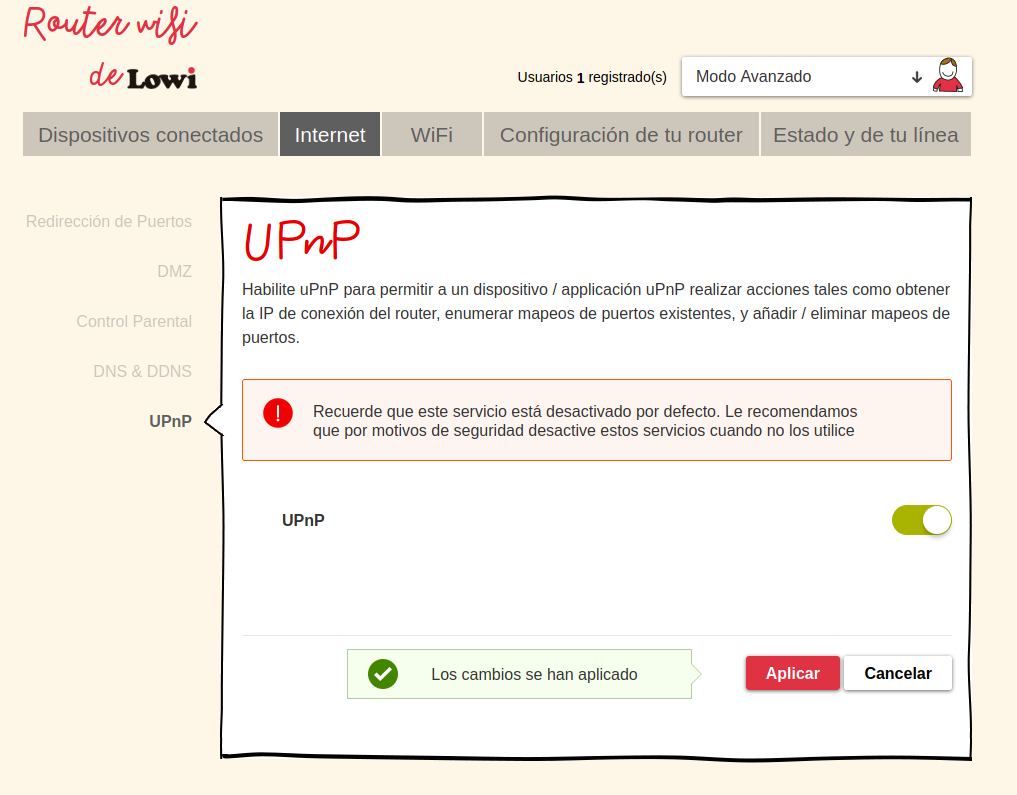 Router wifi
de Lowi
Usuarios 1 registrado(s)
Modo Avanzado
Dispositivos conectados
Internet
WiFi
Configuración de tu router
Estado y de tu línea
Redirección de Puertos
DMZ
Control Parental
DNS & DDNS
UPnP
UPnP
Habilite uPnP para permitir a un dispositivo / applicación uPnP realizar acciones tales como obtener
la IP de conexión del router, enumerar mapeos de puertos existentes, y añadir / eliminar mapeos de
puertos.
Recuerde que este servicio está desactivado por defecto. Le recomendamos
que por motivos de seguridad desactive estos servicios cuando no los utilice
UPnP
Los cambios se han aplicado
Aplicar
Cancelar